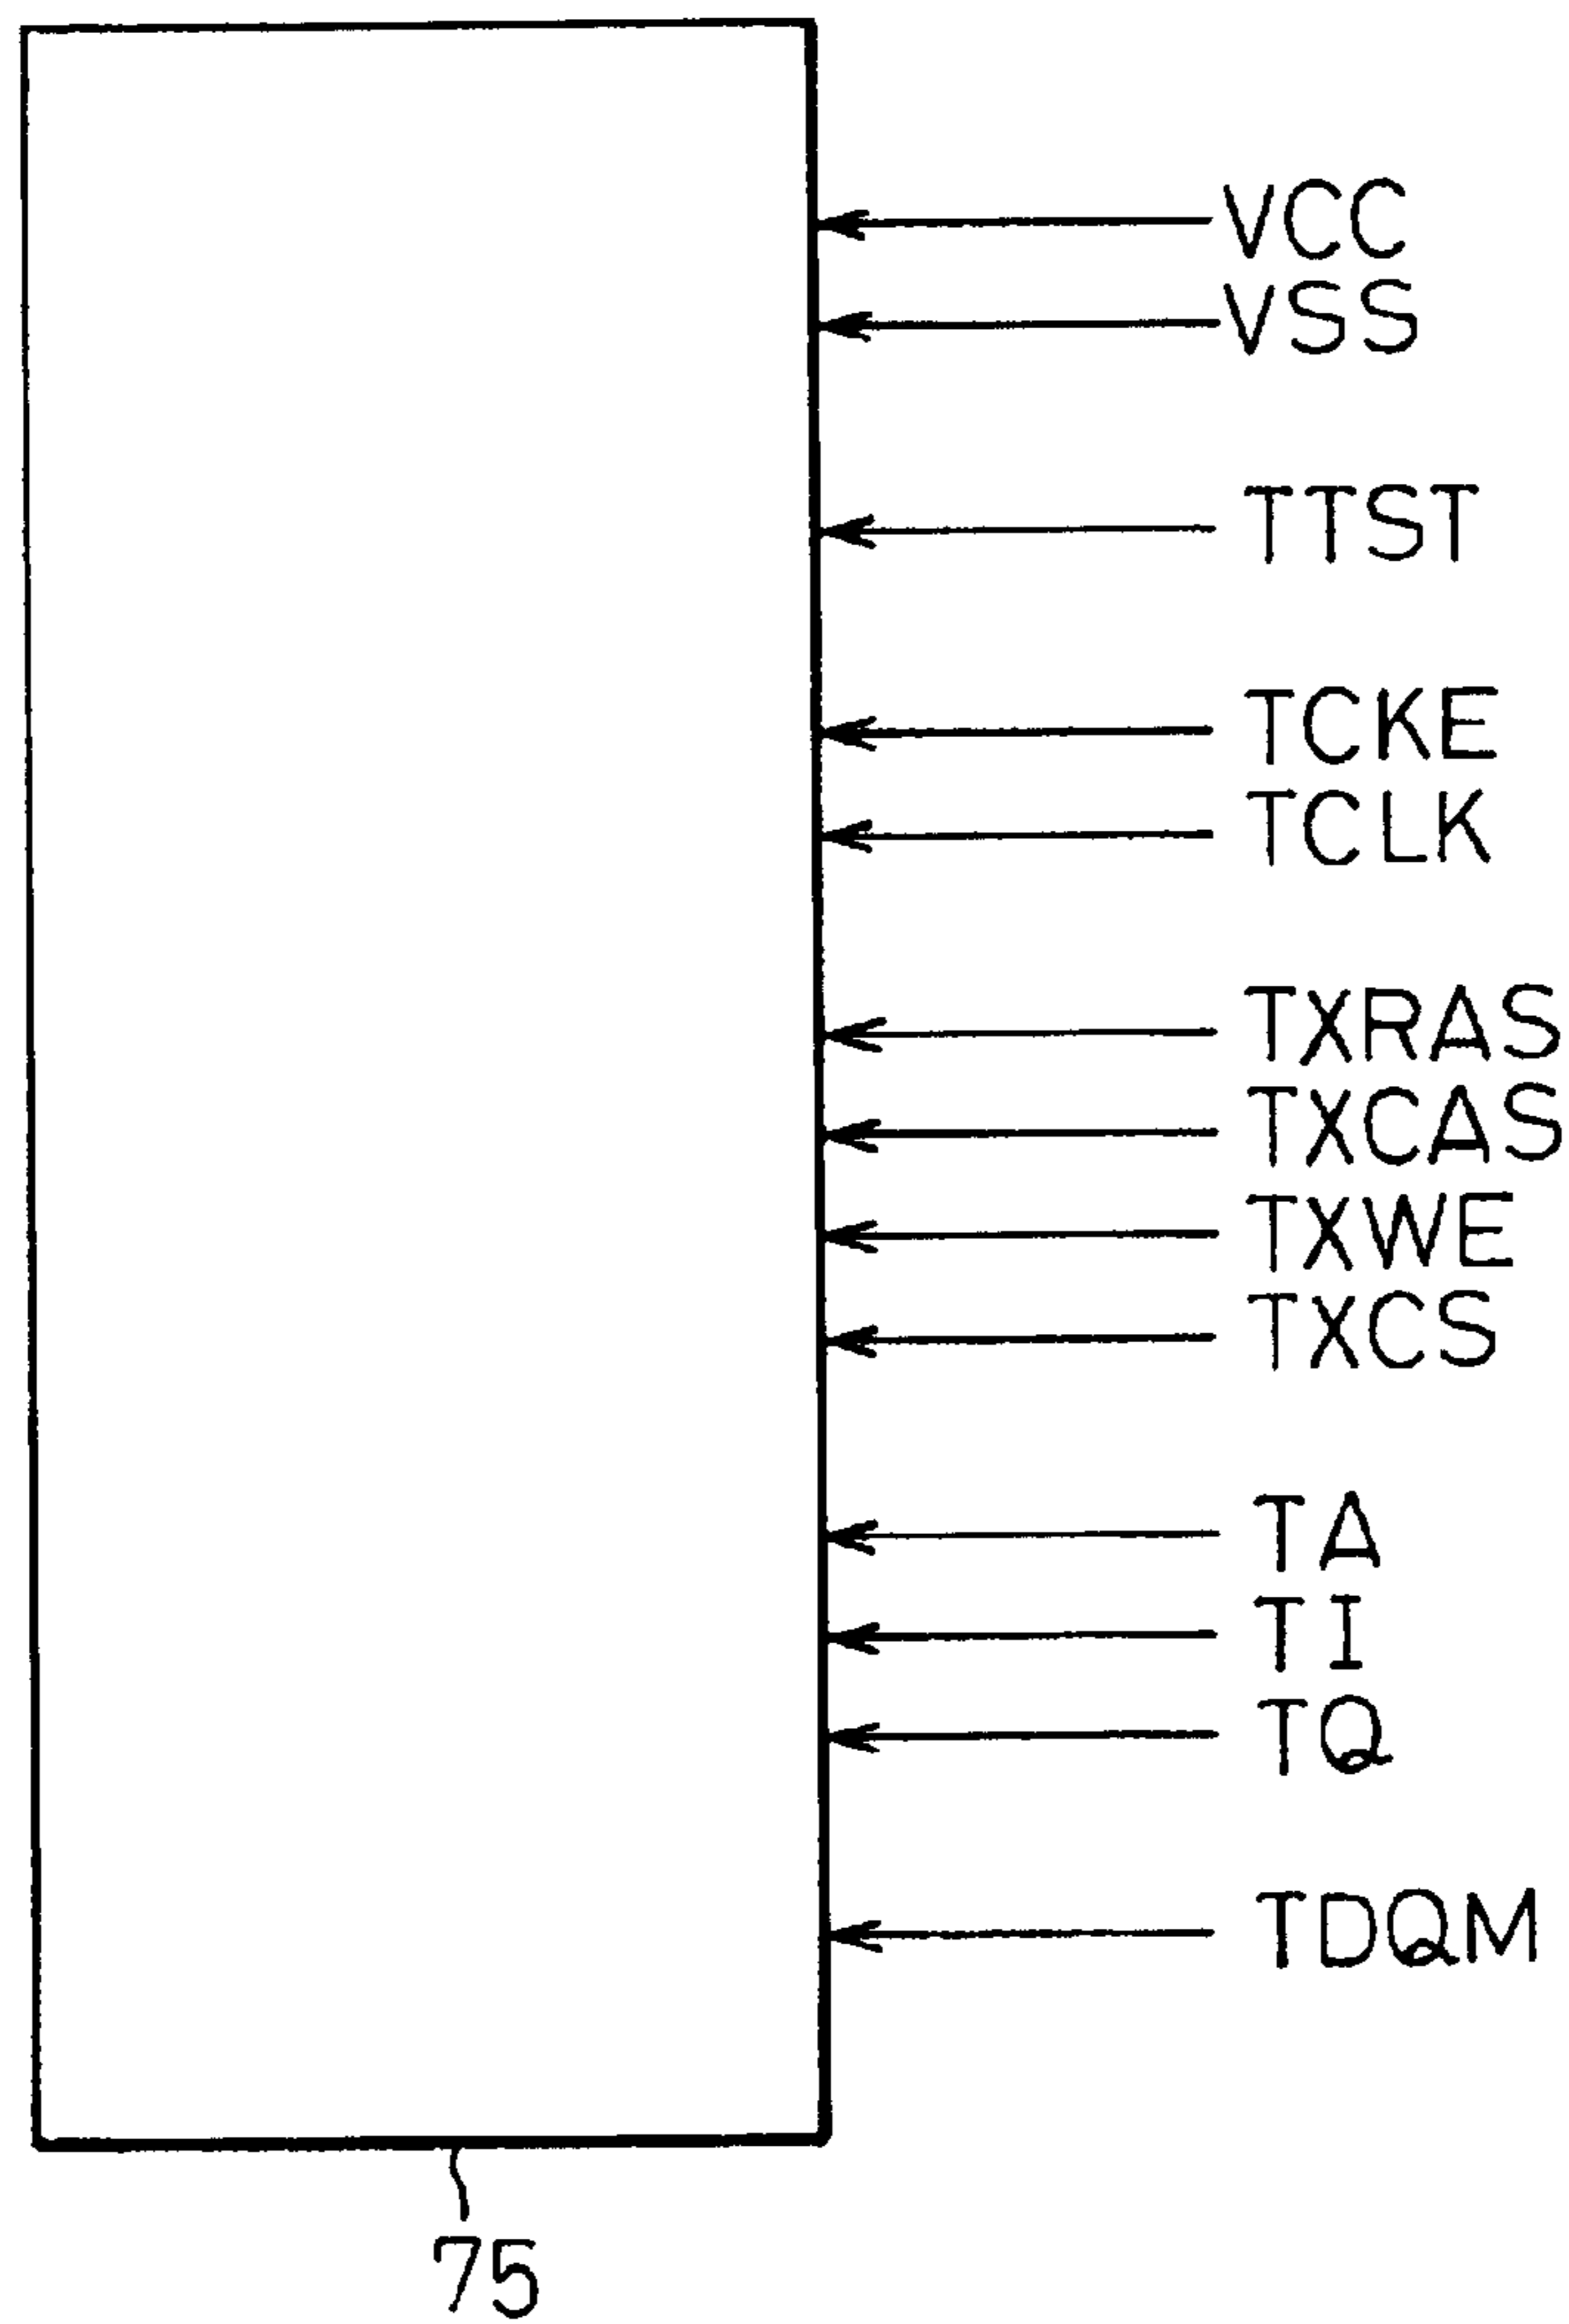 VCC
VSS
TTST
TCKE
TCLK
TXRAS
TXCAS
TXWE
TXCS
TA
TI
TQ
TDQM
75